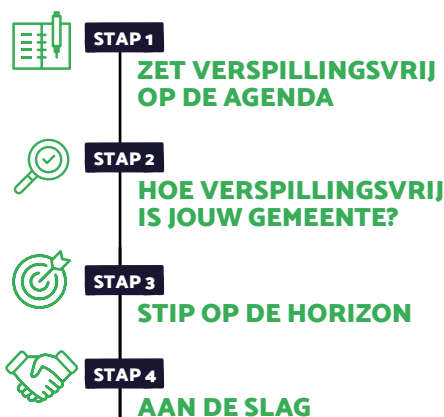 STAP 1
ZET VERSPILLINGSVRIJ
OP DE AGENDA
STAP 2
HOE VERSPILLINGSVRIJ
IS JOUW GEMEENTE?
STAP 3
STIP OP DE HORIZON
STAP 4
AAN DE SLAG